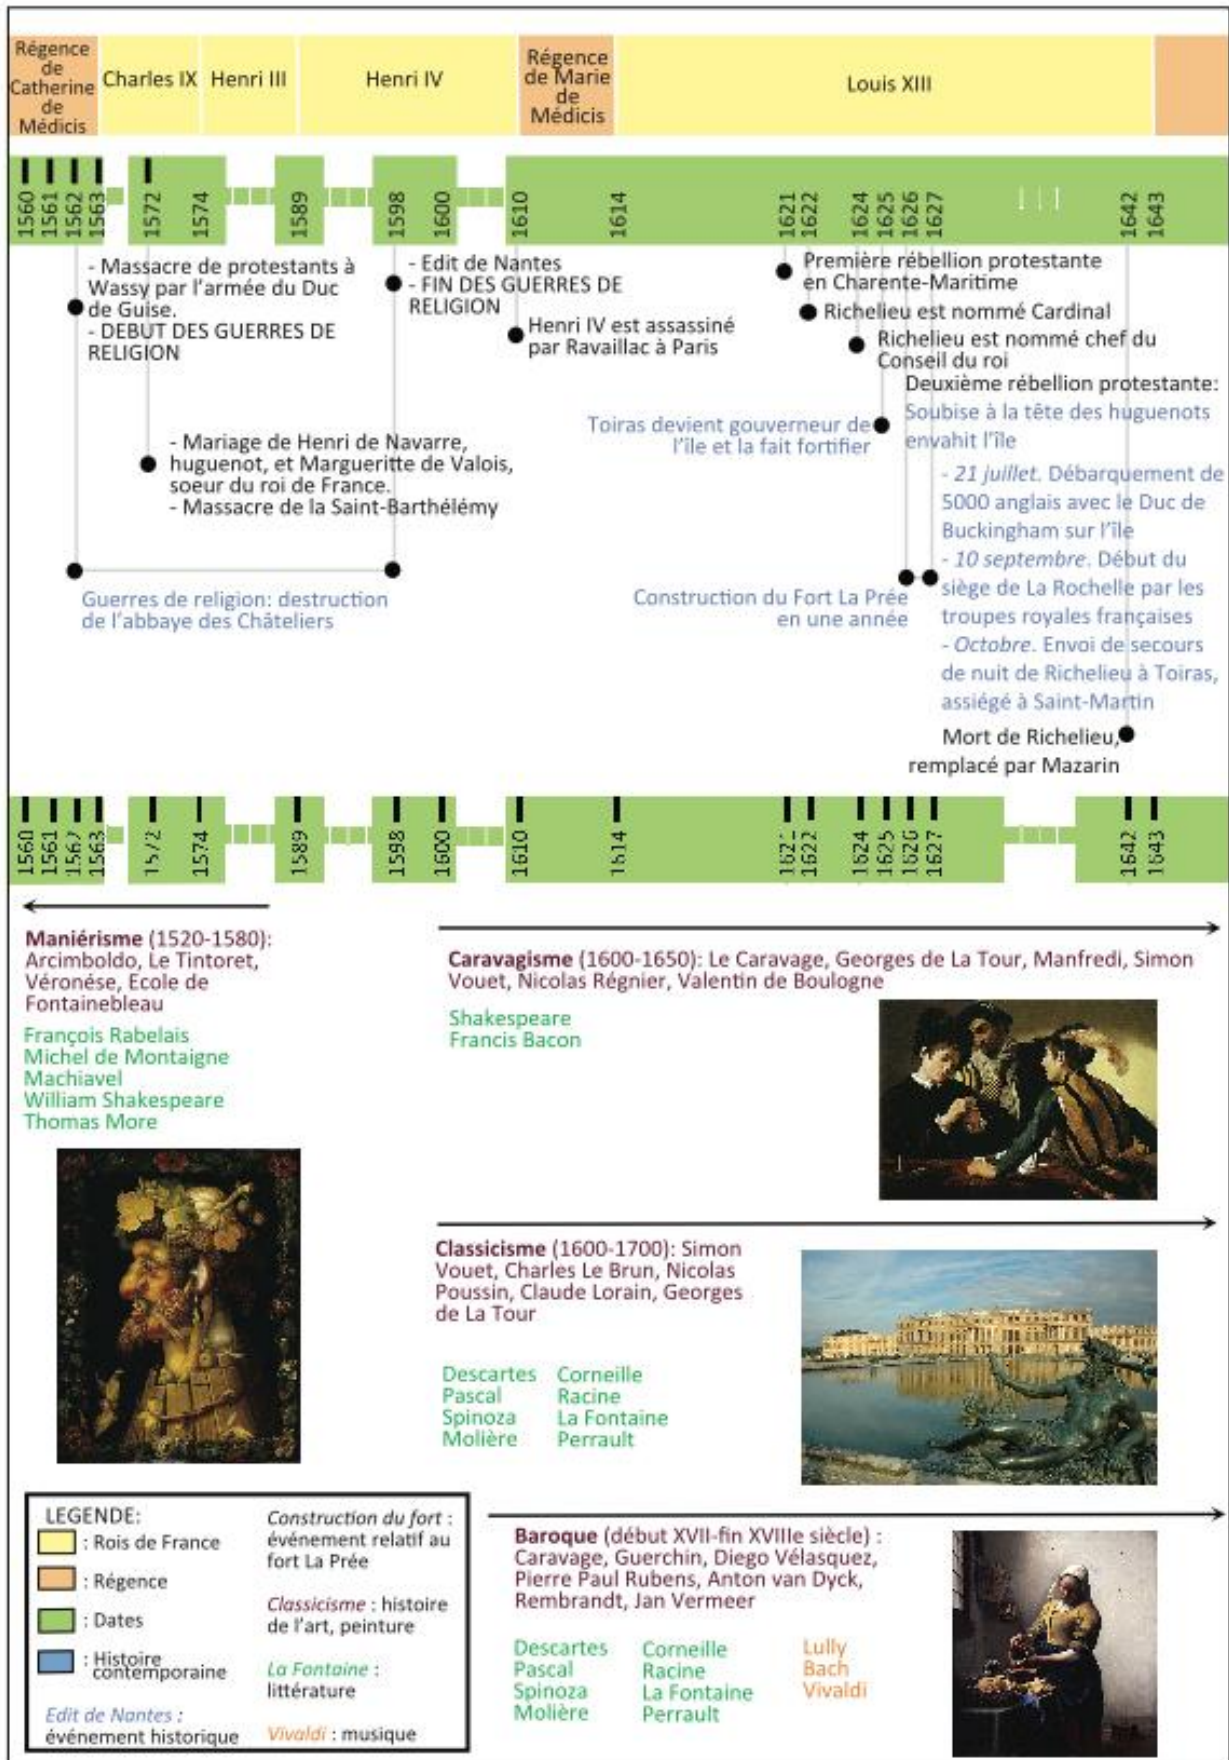 Régence
de
Catherine
de
Médicis
Charles IX
Henri III
Henri IV
Régence
de Marie
de
Médicis
Louis XIII
1560
1561
1562
1563
1572
1574
1589
1598
1600
1610
1614
1621
1622
1624
1625
1626
1627
1642
1643
- Massacre de protestants à
Wassy par l'armée du Duc
de Guise.
- DEBUT DES GUERRES DE
RELIGION
- Edit de Nantes
- FIN DES GUERRES DE
RELIGION
Henri IV est assassiné
par Ravaillac à Paris
Première rébellion protestante
en Charente-Maritime
Richelieu est nommé Cardinal
Richelieu est nommé chef du
Conseil du roi
Deuxième rébellion protestante:
Soubise à la tête des huguenots
envahit l'île
Toiras devient gouverneur de
l'île et la fait fortifier
- Mariage de Henri de Navarre,
huguenot, et Margueritte de Valois,
soeur du roi de France.
- Massacre de la Saint-Barthélémy
- 21 juillet. Débarquement de
5000 anglais avec le Duc de
Buckingham sur l'île
- 10 septembre. Début du
siège de La Rochelle par les
troupes royales françaises
- Octobre. Envoi de secours
de nuit de Richelieu à Toiras,
assiégé à Saint-Martin
Guerres de religion: destruction
de l'abbaye des Châteliers
Construction du Fort La Prée
en une année
Mort de Richelieu,
remplacé par Mazarin
1560
1561
1562
1563
1572
1574
1589
1598
1600
1610
1614
1621
1622
1624
1625
1626
1627
1642
1643
Maniérisme (1520-1580):
Arcimboldo, Le Tintoret,
Véronése, Ecole de
Fontainebleau
François Rabelais
Michel de Montaigne
Machiavel
William Shakespeare
Thomas More
Caravagisme (1600-1650): Le Caravage, Georges de La Tour, Manfredi, Simon
Vouet, Nicolas Régnier, Valentin de Boulogne
Shakespeare
Francis Bacon
Classicisme (1600-1700): Simon
Vouet, Charles Le Brun, Nicolas
Poussin, Claude Lorain, Georges
de La Tour
Descartes Corneille
Pascal Racine
Spinoza La Fontaine
Molière Perrault
LEGENDE:
: Rois de France
: Régence
: Dates
: Histoire
contemporaine
Edit de Nantes :
événement historique
Construction du fort :
événement relatif au
fort La Prée
Classicisme : histoire
de l'art, peinture
La Fontaine :
littérature
Vivaldi : musique
Baroque (début XVII-fin XVIIIe siècle) :
Caravage, Guerchin, Diego Vélasquez,
Pierre Paul Rubens, Anton van Dyck,
Rembrandt, Jan Vermeer
Descartes Corneille Lully
Pascal Racine Bach
Spinoza La Fontaine Vivaldi
Molière Perrault